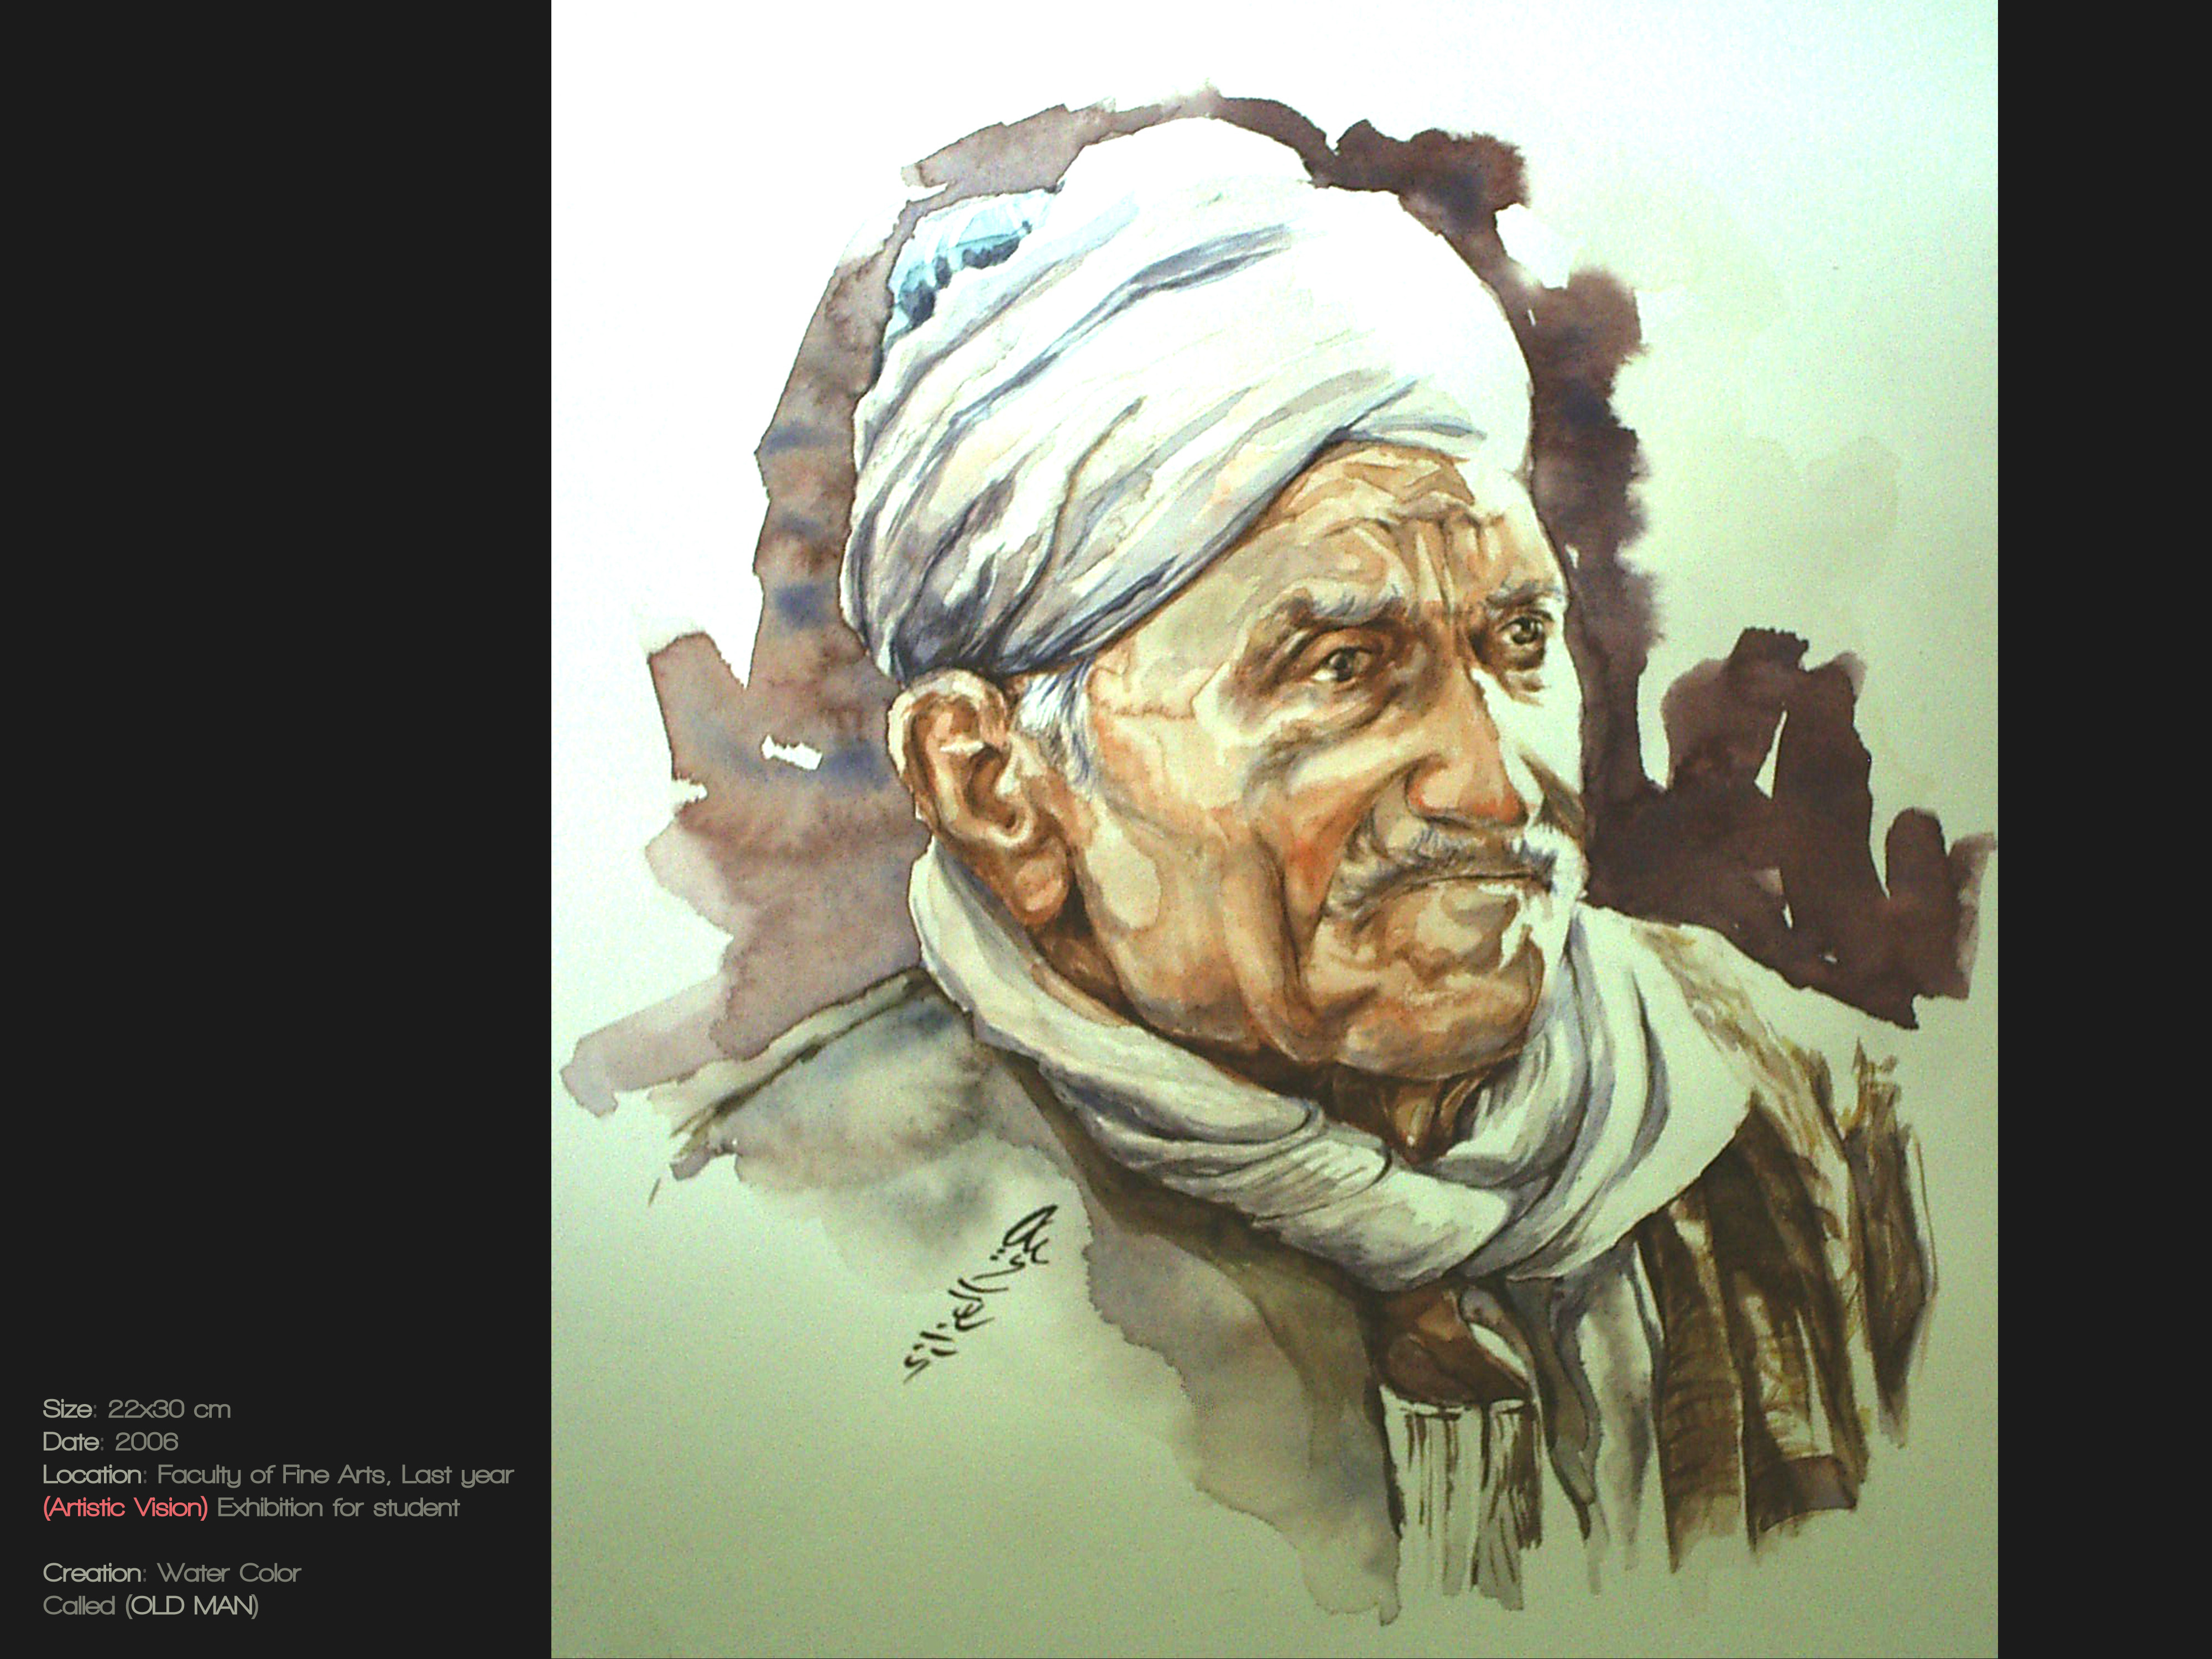 Size: 22x30 cm
Date: 2006
Location: Faculty of Fine Arts, Last year
(Artistic Vision) Exhibition for student
Creation: Water Color
Called (OLD MAN)